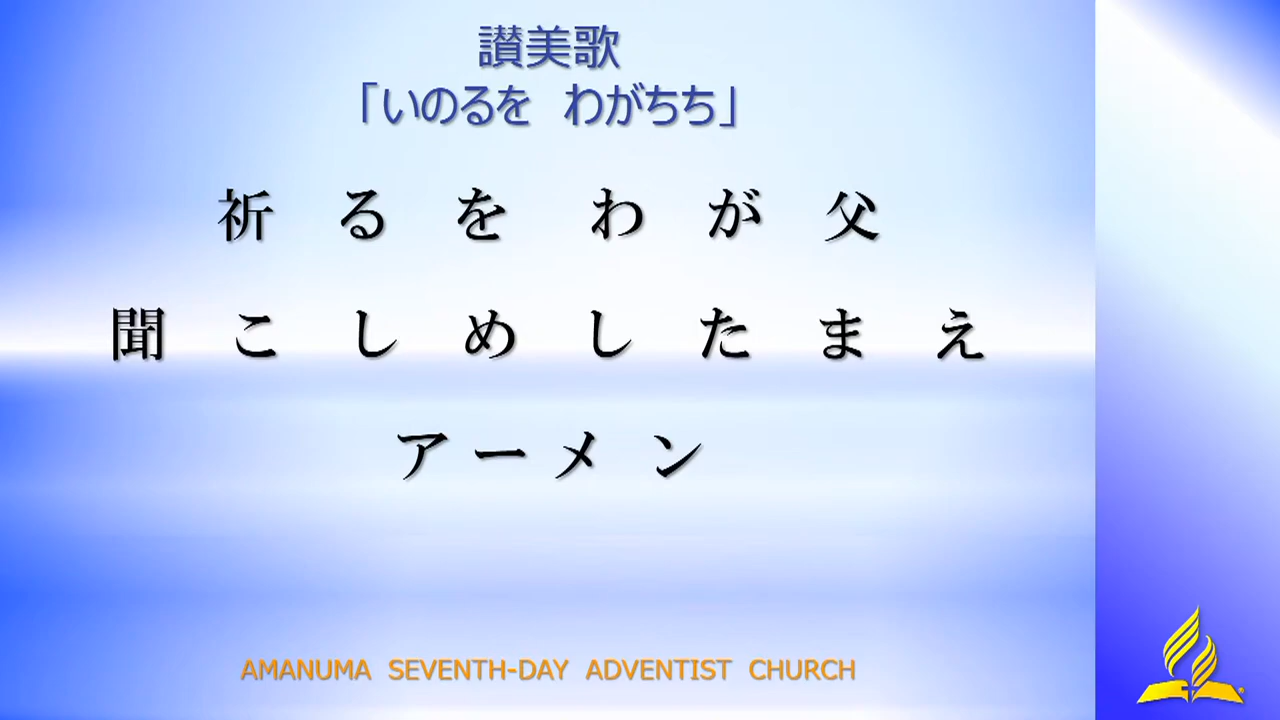 讃美歌
「いのるを　わがちち」
祈　る　を　わ　が　父
聞　こ　し　め　し　た　ま　え
ア　ー　メ　ン
AMANUMA SEVENTH-DAY ADVENTIST CHURCH